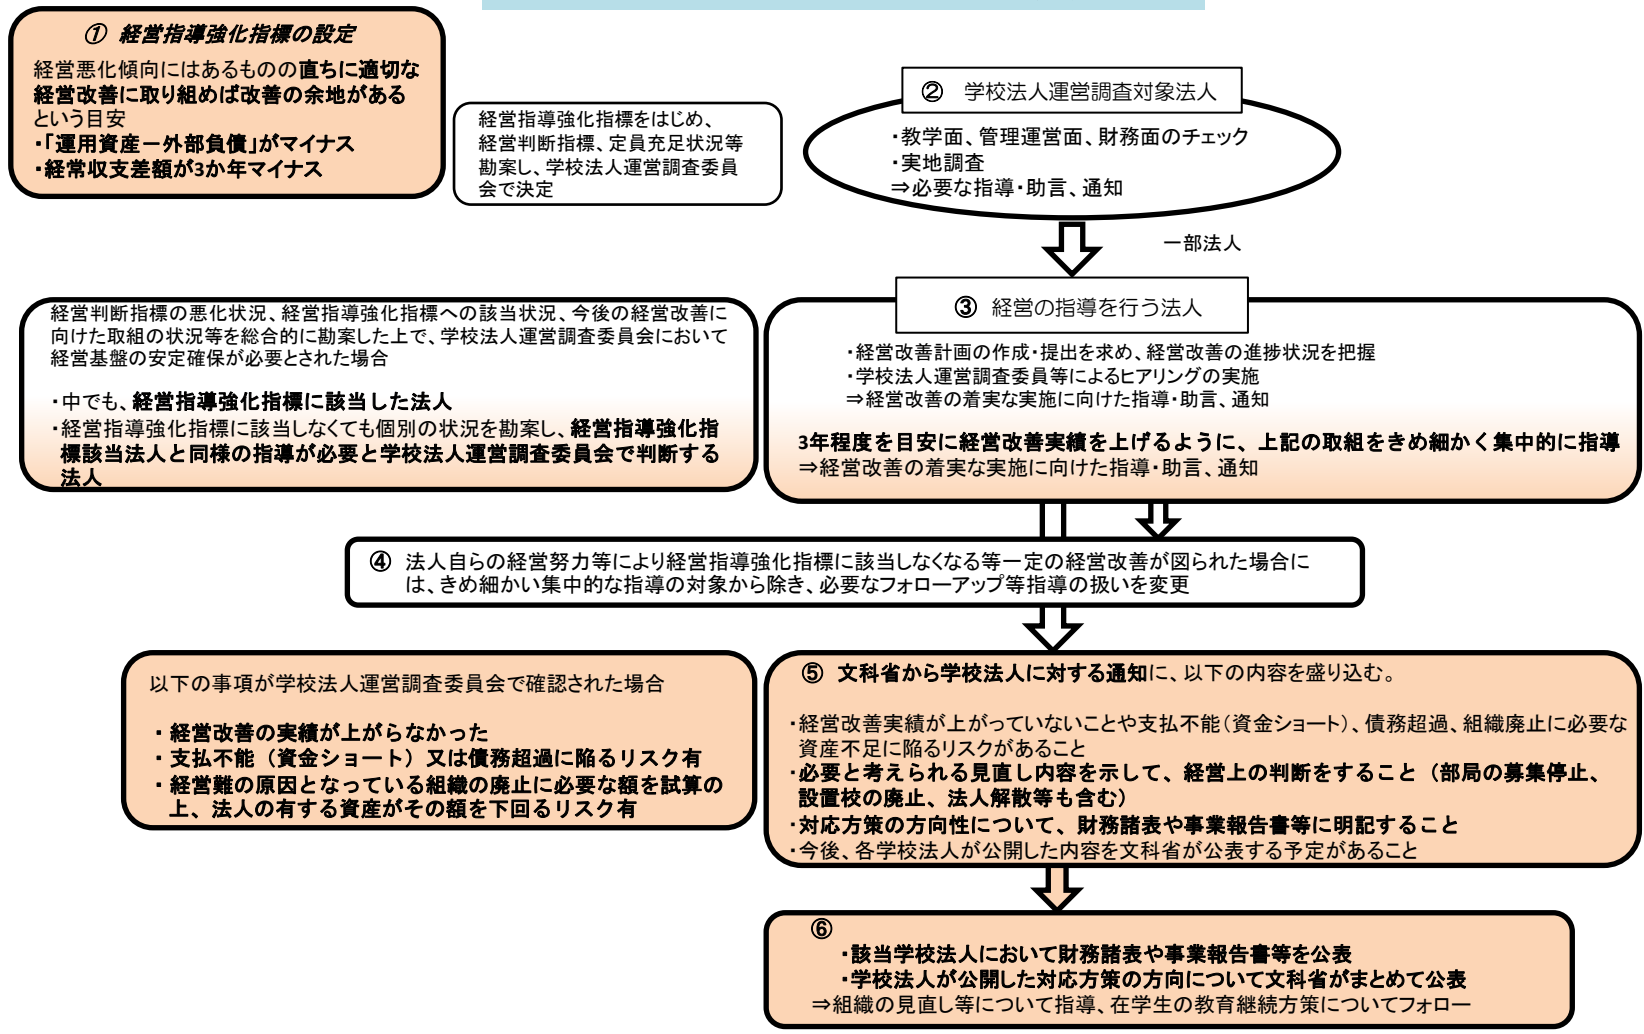 ① 経営指導強化指標の設定
経営悪化傾向にはあるものの直ちに適切な
経営改善に取り組めば改善の余地がある
という目安
・「運用資産－外部負債」がマイナス
・経常収支差額が3か年マイナス
経営指導強化指標をはじめ、
経営判断指標、定員充足状況等
勘案し、学校法人運営調査委員
会で決定
② 学校法人運営調査対象法人
・教学面、管理運営面、財務面のチェック
・実地調査
⇒必要な指導・助言、通知
一部法人
経営判断指標の悪化状況、経営指導強化指標への該当状況、今後の経営改善に
向けた取組の状況等を総合的に勘案した上で、学校法人運営調査委員会において
経営基盤の安定確保が必要とされた場合
・中でも、経営指導強化指標に該当した法人
・経営指導強化指標に該当しなくても個別の状況を勘案し、経営指導強化指
標該当法人と同様の指導が必要と学校法人運営調査委員会で判断する
法人
③ 経営の指導を行う法人
・経営改善計画の作成・提出を求め、経営改善の進捗状況を把握
・学校法人運営調査委員等によるヒアリングの実施
⇒経営改善の着実な実施に向けた指導・助言、通知
3年程度を目安に経営改善実績を上げるように、上記の取組をきめ細かく集中的に指導
⇒経営改善の着実な実施に向けた指導・助言、通知
④ 法人自らの経営努力等により経営指導強化指標に該当しなくなる等一定の経営改善が図られた場合に
は、きめ細かい集中的な指導の対象から除き、必要なフォローアップ等指導の扱いを変更
以下の事項が学校法人運営調査委員会で確認された場合
・経営改善の実績が上がらなかった
・支払不能（資金ショート）又は債務超過に陥るリスク有
・経営難の原因となっている組織の廃止に必要な額を試算の
上、法人の有する資産がその額を下回るリスク有
⑤ 文科省から学校法人に対する通知に、以下の内容を盛り込む。
・経営改善実績が上がっていないことや支払不能（資金ショート）、債務超過、組織廃止に必要な
資産不足に陥るリスクがあること
・必要と考えられる見直し内容を示して、経営上の判断をすること（部局の募集停止、
設置校の廃止、法人解散等も含む）
・対応方策の方向性について、財務諸表や事業報告書等に明記すること
・今後、各学校法人が公開した内容を文科省が公表する予定があること
⑥
・該当学校法人において財務諸表や事業報告書等を公表
・学校法人が公開した対応方策の方向について文科省がまとめて公表
⇒組織の見直し等について指導、在学生の教育継続方策についてフォロー